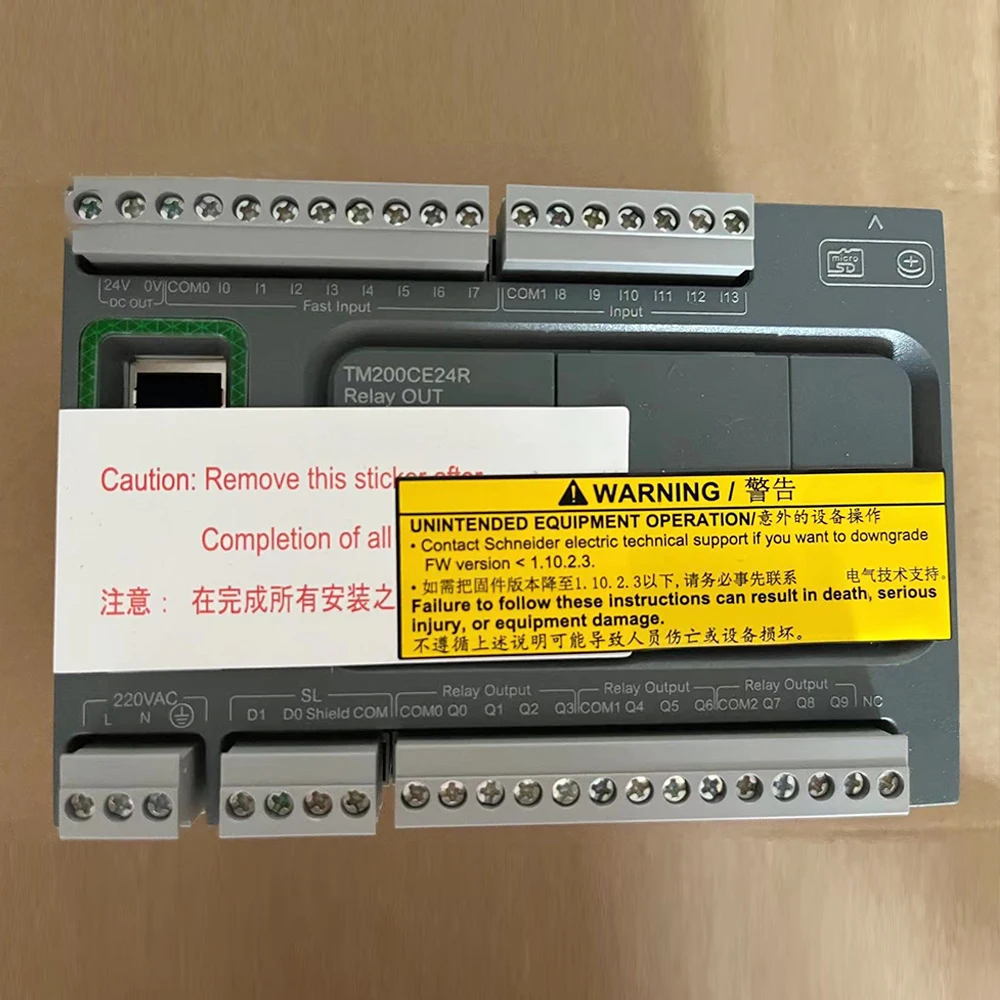 micro SD
24V 0V COM0 I0 I1 I2 I3 I4 I5 I6 I7 COM1 I8 I9 I10 I11 I12 I13
DC OUT Fast Input Input
TM200CE24R
Relay OUT
Caution: Remove this sticker after
Completion of all
注意： 在完成所有安装之
WARNING / 警告
UNINTENDED EQUIPMENT OPERATION/意外的设备操作
• Contact Schneider electric technical support if you want to downgrade
FW version < 1.10.2.3.
• 如需把固件版本降至1.10.2.3以下,请务必事先联系 电气技术支持.
Failure to follow these instructions can result in death, serious
injury, or equipment damage.
不遵循上述说明可能导致人员伤亡或设备损坏.
220VAC SL Relay Output Relay Output Relay Output
L N D1 D0 Shield COM COM0 Q0 Q1 Q2 Q3 COM1 Q4 Q5 Q6 COM2 Q7 Q8 Q9 NC